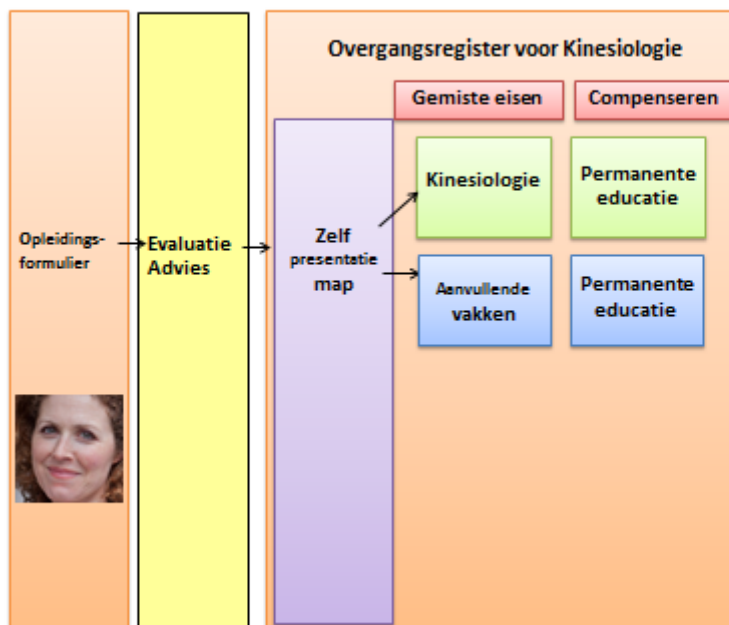 Overgangsregister voor Kinesiologie
Gemiste eisen
Compenseren
Opleidings-
formulier
Evaluatie
Advies
Zelf
presentatie
map
Kinesiologie
Permanente
educatie
Aanvullende
vakken
Permanente
educatie